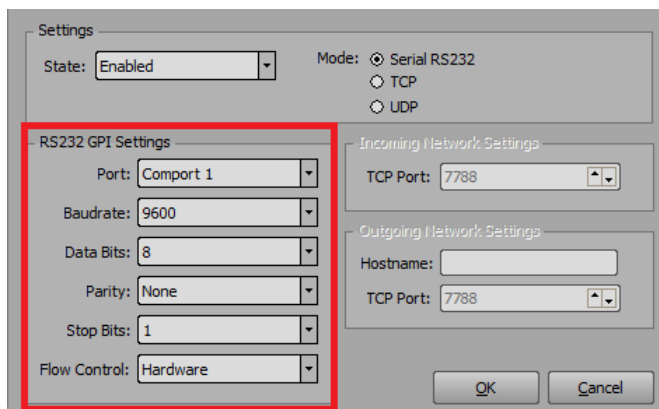 Settings
State: Enabled
Mode: Serial RS232
TCP
UDP
RS232 GPI Settings
Port: Comport 1
Baudrate: 9600
Data Bits: 8
Parity: None
Stop Bits: 1
Flow Control: Hardware
Incoming Network Settings
TCP Port: 7788
Outgoing Network Settings
Hostname:
TCP Port: 7788
OK
Cancel